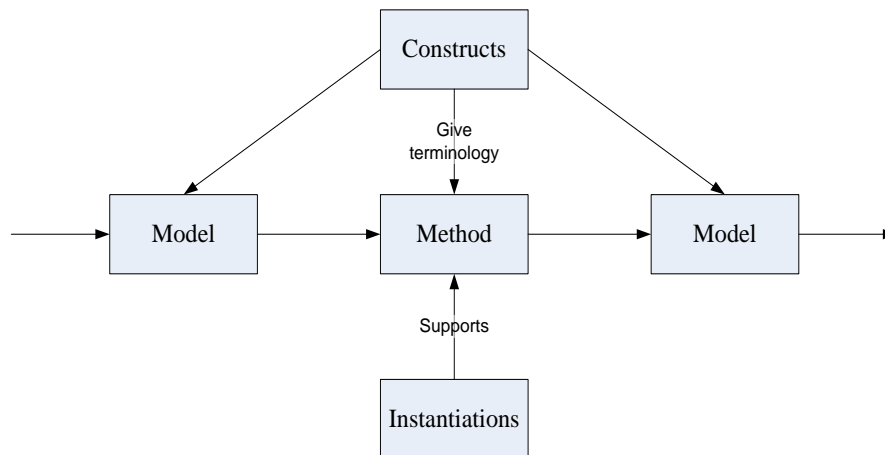 Constructs
Give
terminology
Model
Method
Model
Supports
Instantiations